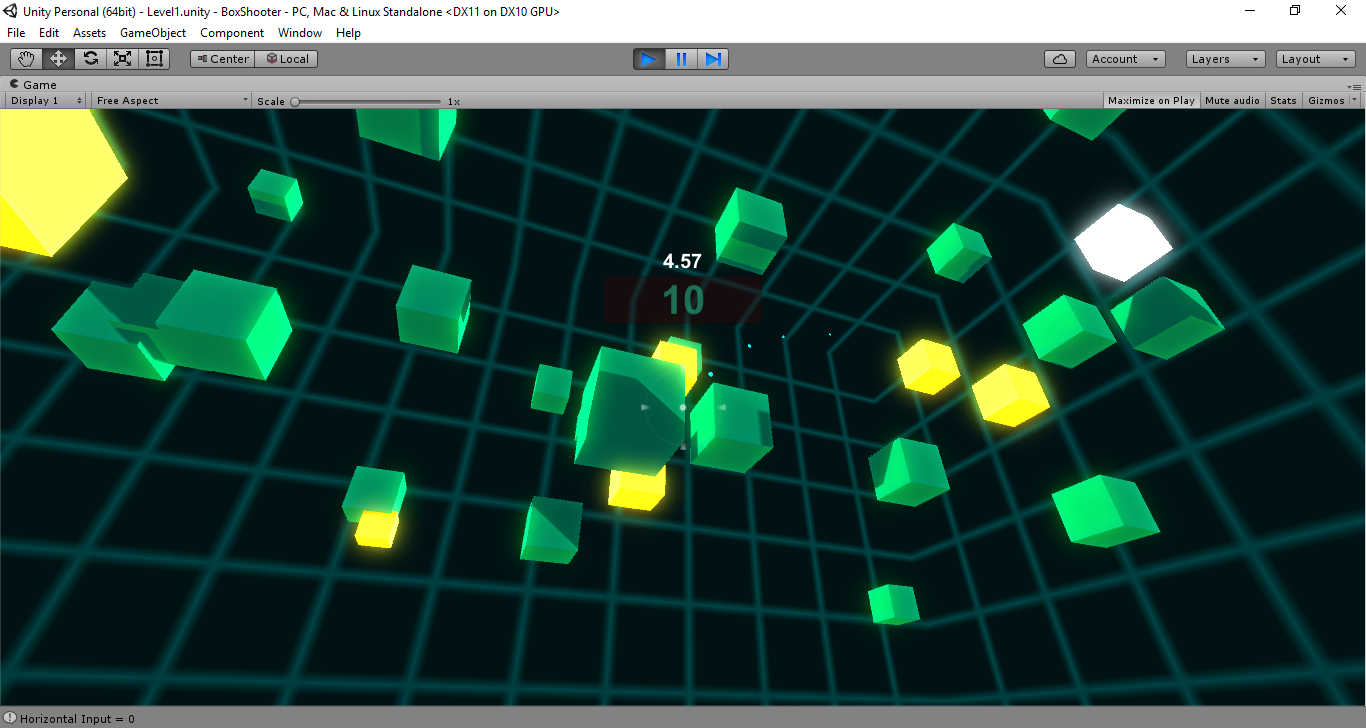 Unity Personal (64bit) - Level1.unity - BoxShooter - PC, Mac & Linux Standalone <DX11 on DX10 GPU>
File Edit Assets GameObject Component Window Help
Center Local Account Layers Layout
Game
Display 1 Free Aspect Scale 1x Maximize on Play Mute audio Stats Gizmos
4.57
10
Horizontal Input = 0